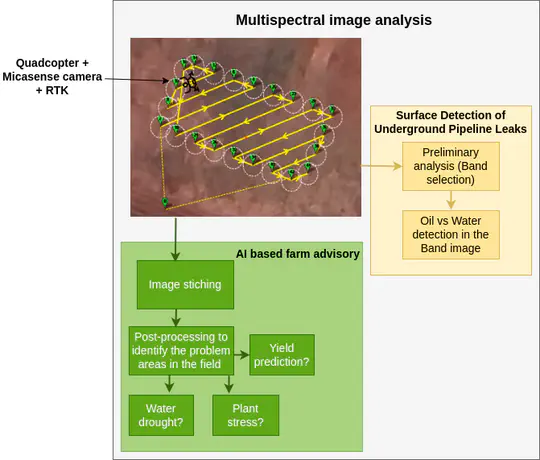 Multispectral image analysis
Quadcopter +
Micasense camera
+ RTK
Surface Detection of
Underground Pipeline Leaks
Preliminary
analysis (Band
selection)
Oil vs Water
detection in the
Band image
AI based farm advisory
Image stiching
Post-processing to
identify the problem
areas in the field
Yield
prediction?
Water
drought?
Plant
stress?